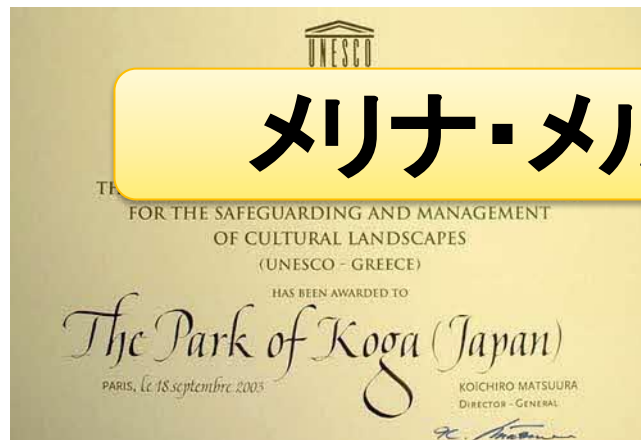 UNESCO
メリナ・メル
TH
FOR THE SAFEGUARDING AND MANAGEMENT
OF CULTURAL LANDSCAPES
(UNESCO - GREECE)
HAS BEEN AWARDED TO
The Park of Koga (Japan)
PARIS, le 18 septembre 2003
KOÏCHIRO MATSUURA
DIRECTOR - GENERAL